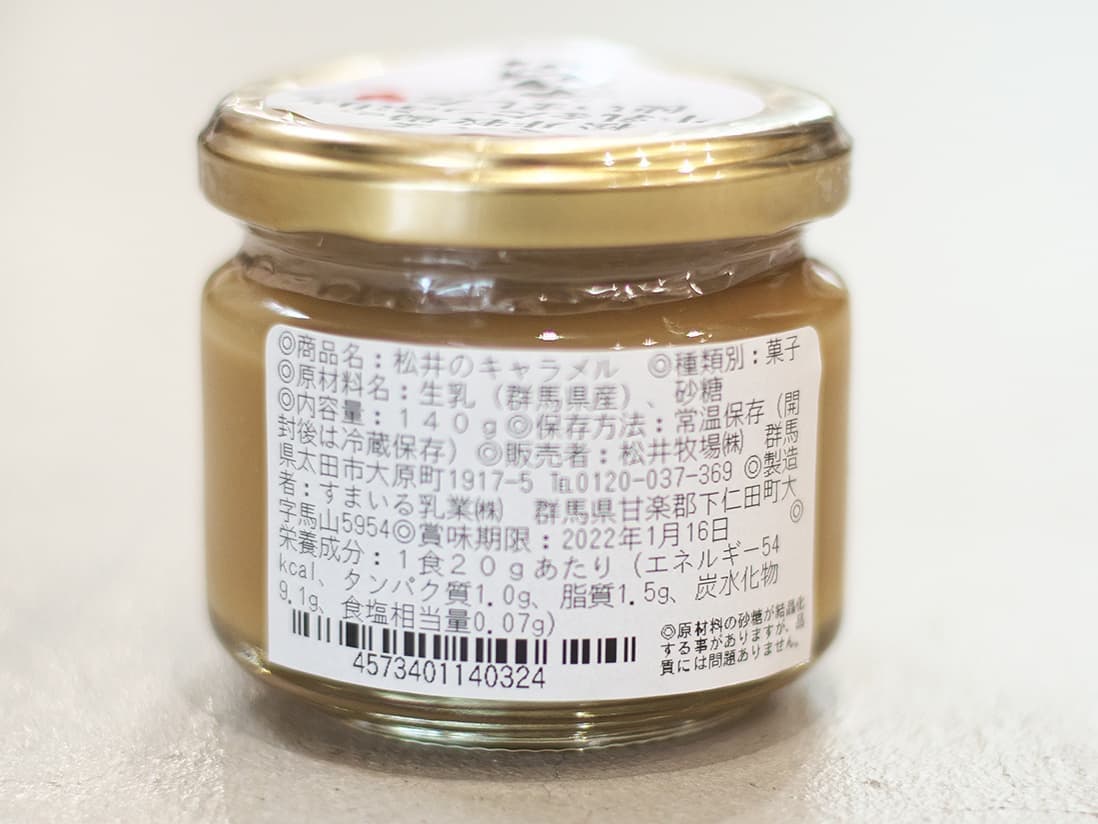 ◎商品名：松井のキャラメル　◎種類別：菓子
◎原材料名：生乳（群馬県産）、砂糖
◎内容量：１４０ｇ◎保存方法：常温保存（開
封後は冷蔵保存）◎販売者：松井牧場㈱　群馬
県太田市大原町1917-5 ℡0120-037-369 ◎製造
者：すまいる乳業㈱　群馬県甘楽郡下仁田町大
字馬山5954◎賞味期限：2022年1月16日　◎
栄養成分：１食２０ｇあたり（エネルギー54
kcal、タンパク質1.0g、脂質1.5g、炭水化物
9.1g、食塩相当量0.07g)
◎原材料の砂糖が結晶化
する事がありますが、品
質には問題ありません。
4573401140324